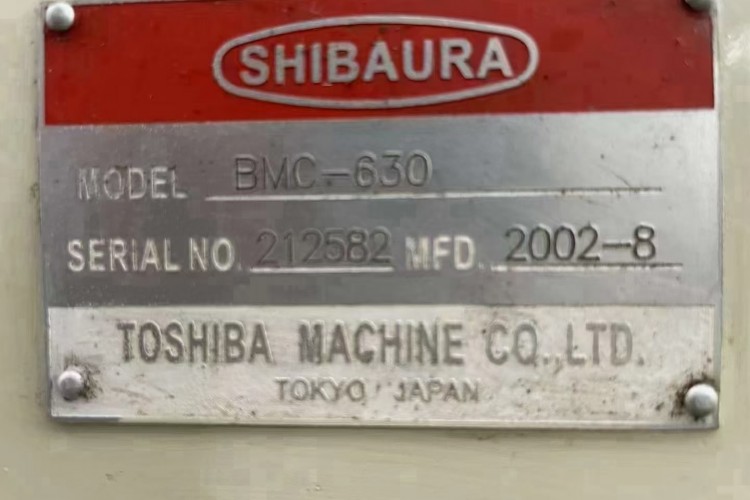 SHIBAURA
MODEL BMC-630
SERIAL NO. 212582 MFD. 2002-8
TOSHIBA MACHINE CO.,LTD.
TOKYO, JAPAN